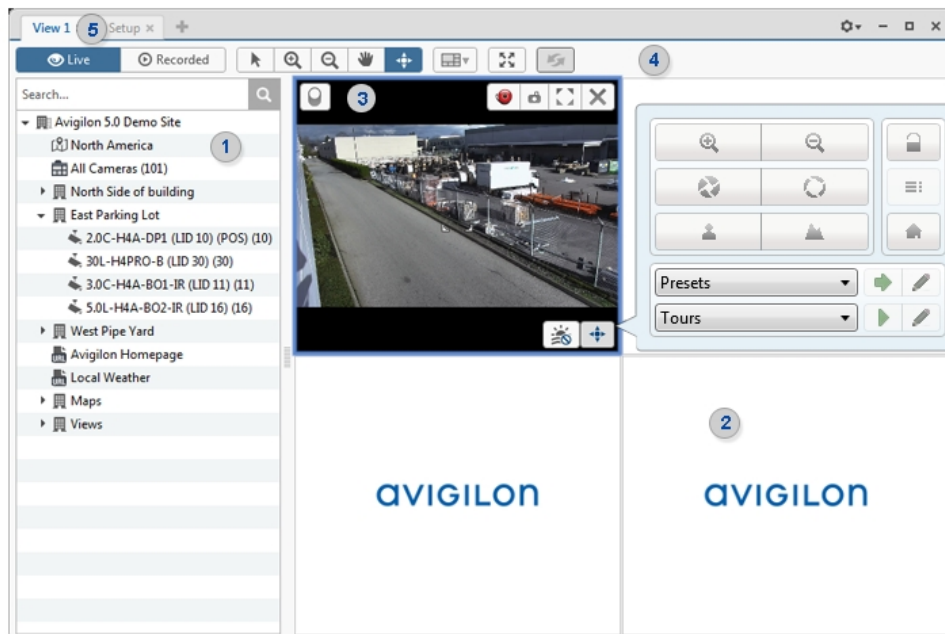 View 1
5
Setup
Live
Recorded
4
Search...
Avigilon 5.0 Demo Site
1
North America
All Cameras (101)
North Side of building
East Parking Lot
2.0C-H4A-DP1 (LID 10) (POS) (10)
30L-H4PRO-B (LID 30) (30)
3.0C-H4A-BO1-IR (LID 11) (11)
5.0L-H4A-BO2-IR (LID 16) (16)
West Pipe Yard
Avigilon Homepage
Local Weather
Maps
Views
3
Presets
Tours
2
avigilon
avigilon